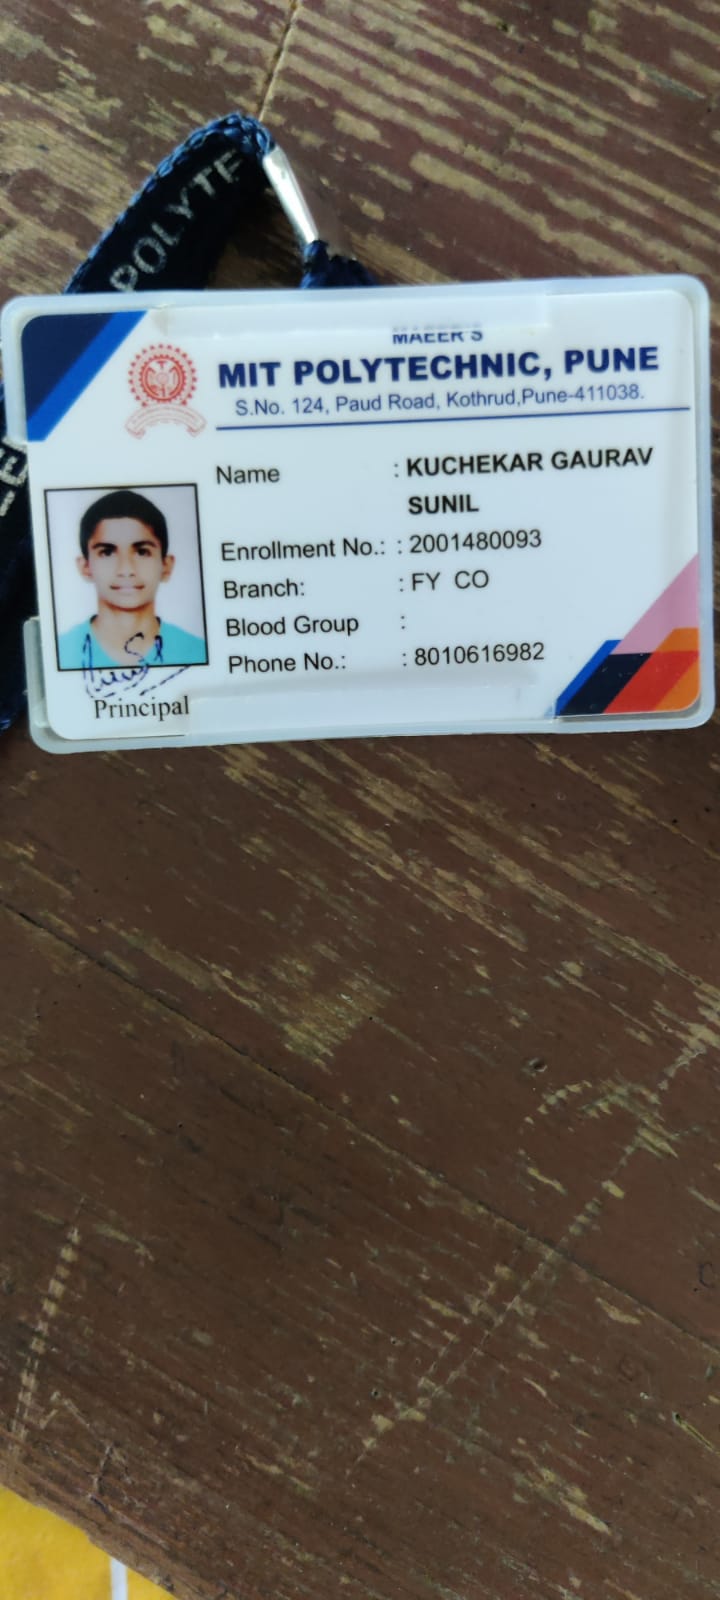 POLYTE
MAEER'S
MIT POLYTECHNIC, PUNE
S.No. 124, Paud Road, Kothrud,Pune-411038.
Name : KUCHEKAR GAURAV
SUNIL
Enrollment No.: : 2001480093
Branch: : FY CO
Blood Group :
Phone No.: : 8010616982
Principal